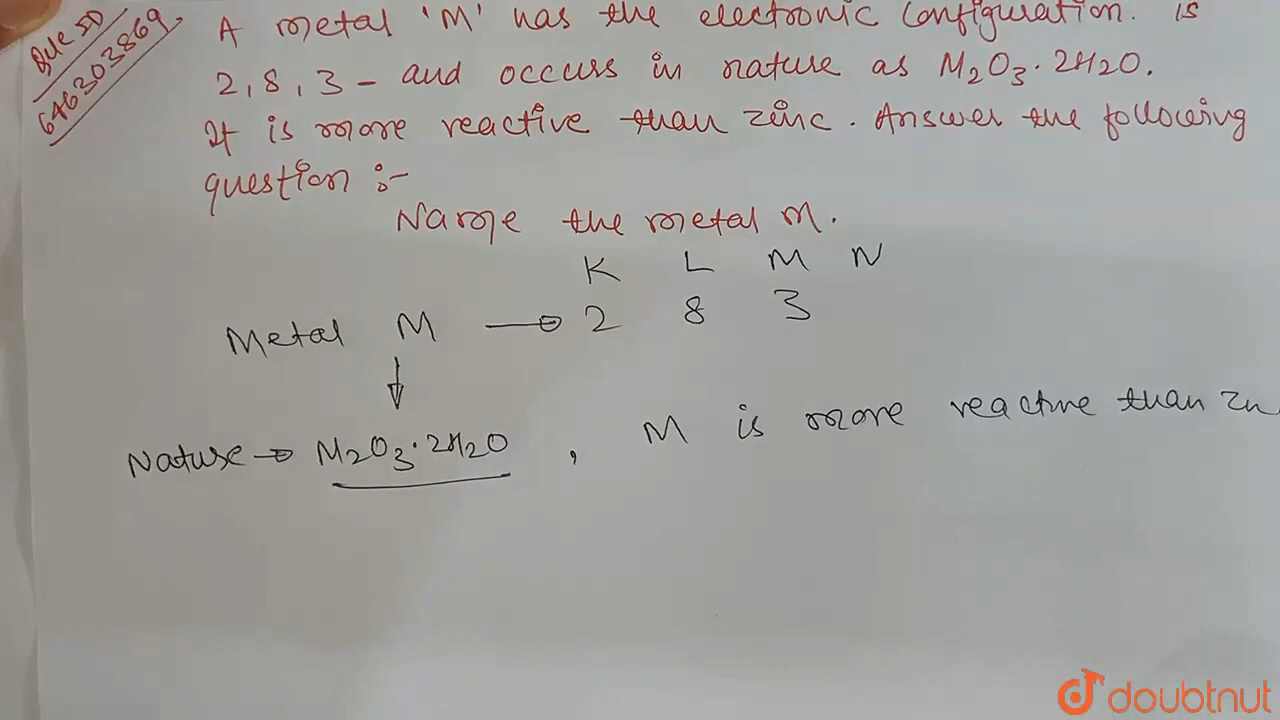 Que 50
646303869
A metal 'M' has the electronic configuration. is
2, 8, 3 - and occurs in nature as M2O3·2H2O.
It is more reactive than zinc. Answer the following
question :-
Name the metal M.
K L M N
Metal M → 2 8 3
Nature → M2O3·2H2O , M is more reactive than Zn
doubtnut